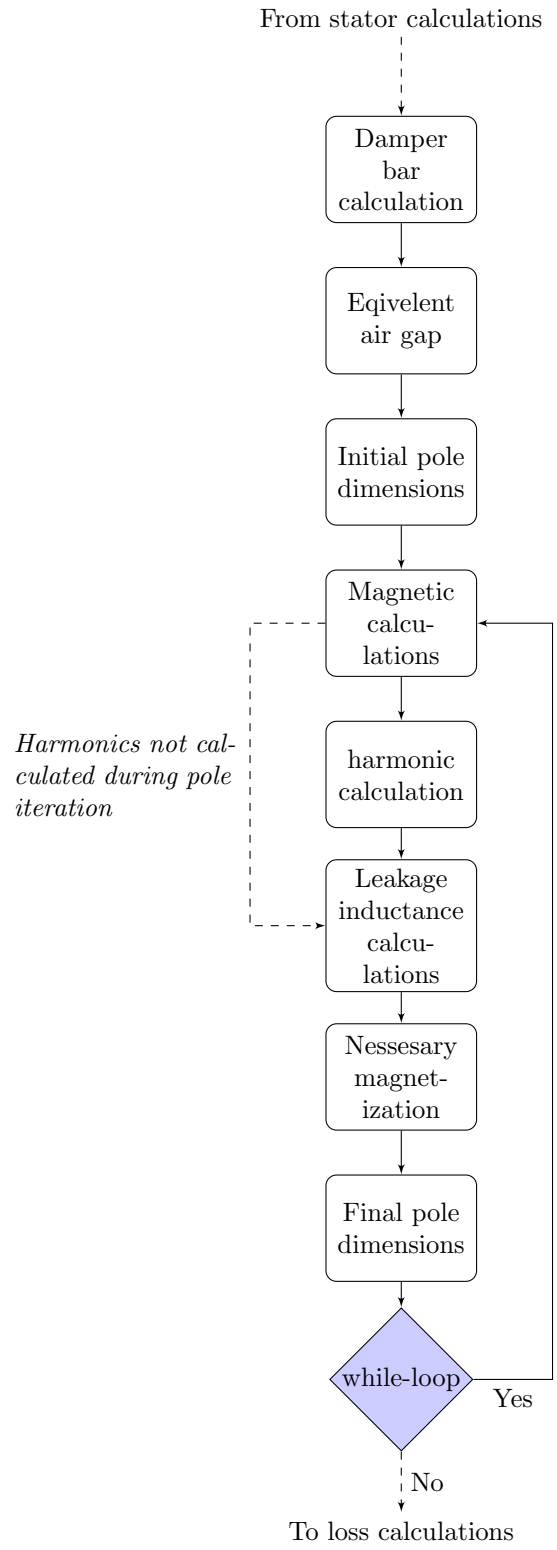 From stator calculations
Damper
bar
calculation
Eqivelent
air gap
Initial pole
dimensions
Magnetic
calcu-
lations
Harmonics not cal-
culated during pole
iteration
harmonic
calculation
Leakage
inductance
calcu-
lations
Nessesary
magnet-
ization
Final pole
dimensions
while-loop
Yes
No
To loss calculations